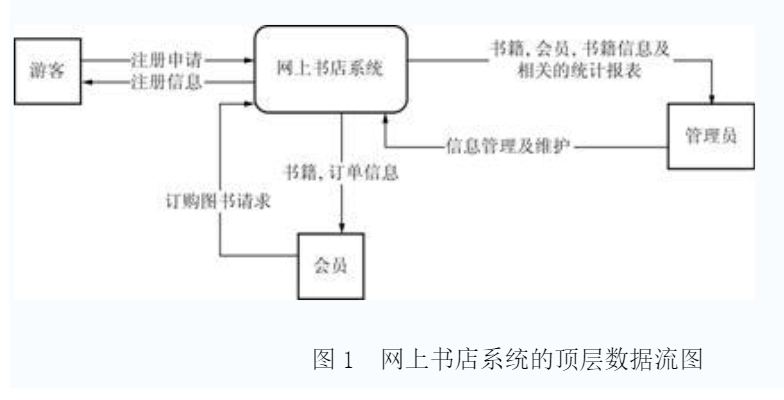 游客
注册申请
注册信息
网上书店系统
书籍,会员,书籍信息及
相关的统计报表
管理员
信息管理及维护
书籍,订单信息
订购图书请求
会员
图 1 网上书店系统的顶层数据流图